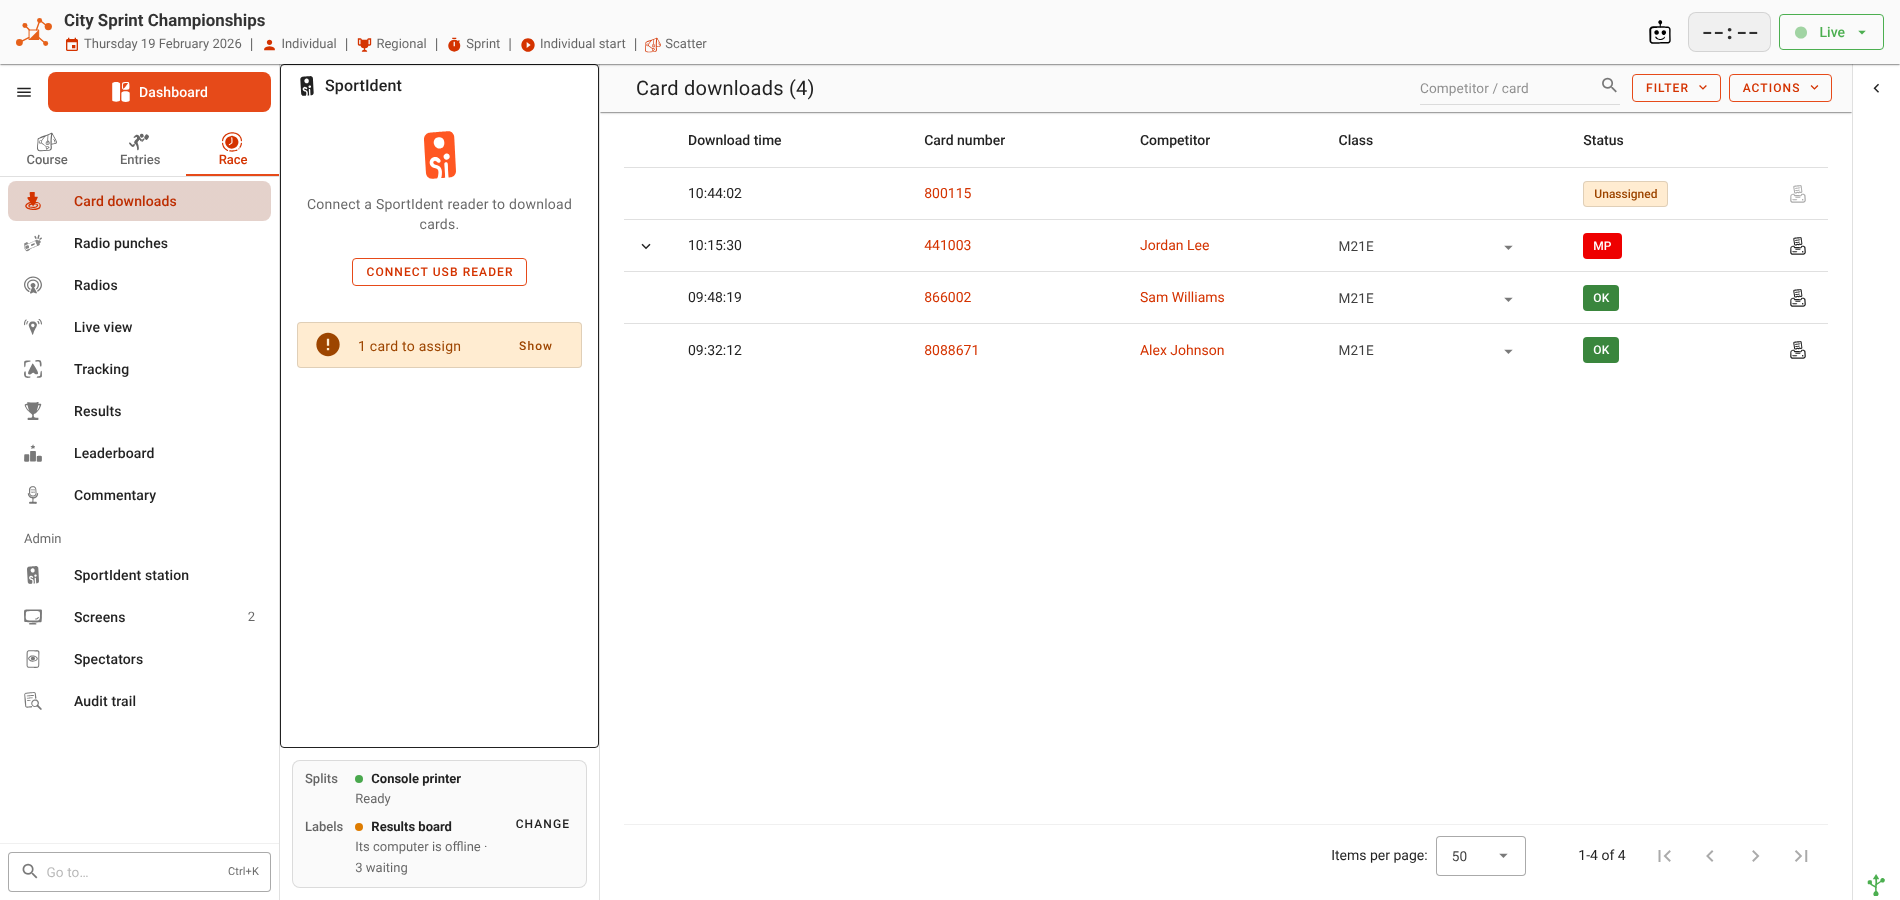 City Sprint Championships
Thursday 19 February 2026 | Individual | Regional | Sprint | Individual start | Scatter
--:--
Live
Dashboard
Course
Entries
Race
Card downloads
Radio punches
Radios
Live view
Tracking
Results
Leaderboard
Commentary
Admin
SportIdent station
Screens 2
Spectators
Audit trail
Go to... Ctrl+K
SportIdent
Si
Connect a SportIdent reader to download
cards.
CONNECT USB READER
1 card to assign Show
Splits Console printer
Ready
Labels Results board CHANGE
Its computer is offline ·
3 waiting
Card downloads (4)
Competitor / card
FILTER
ACTIONS
Download time Card number Competitor Class Status
10:44:02 800115 Unassigned
10:15:30 441003 Jordan Lee M21E MP
09:48:19 866002 Sam Williams M21E OK
09:32:12 8088671 Alex Johnson M21E OK
Items per page: 50 1-4 of 4